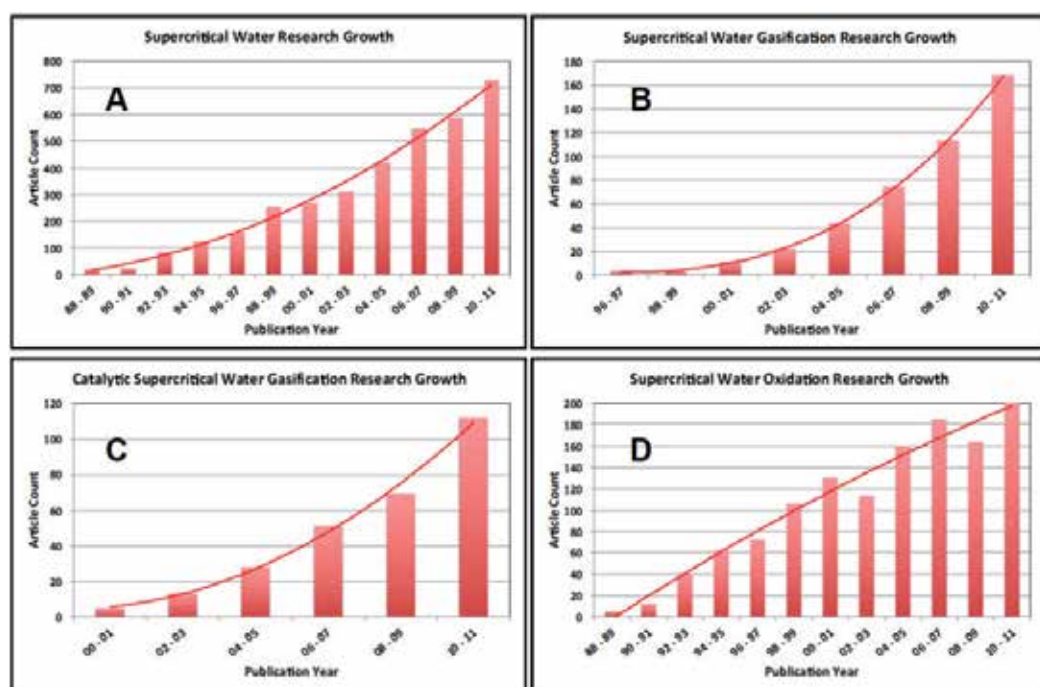 Supercritical Water Research Growth
A
Article Count
800
700
600
500
400
300
200
100
0
88 - 89
90 - 91
92 - 93
94 - 95
96 - 97
98 - 99
00 - 01
02 - 03
04 - 05
06 - 07
08 - 09
10 - 11
Publication Year
Supercritical Water Gasification Research Growth
B
Article Count
180
160
140
120
100
80
60
40
20
0
96 - 97
98 - 99
00 - 01
02 - 03
04 - 05
06 - 07
08 - 09
10 - 11
Publication Year
Catalytic Supercritical Water Gasification Research Growth
C
Article Count
120
100
80
60
40
20
0
00 - 01
02 - 03
04 - 05
06 - 07
08 - 09
10 - 11
Publication Year
Supercritical Water Oxidation Research Growth
D
Article Count
200
180
160
140
120
100
80
60
40
20
0
88 - 89
90 - 91
92 - 93
94 - 95
96 - 97
98 - 99
00 - 01
02 - 03
04 - 05
06 - 07
08 - 09
10 - 11
Publication Year